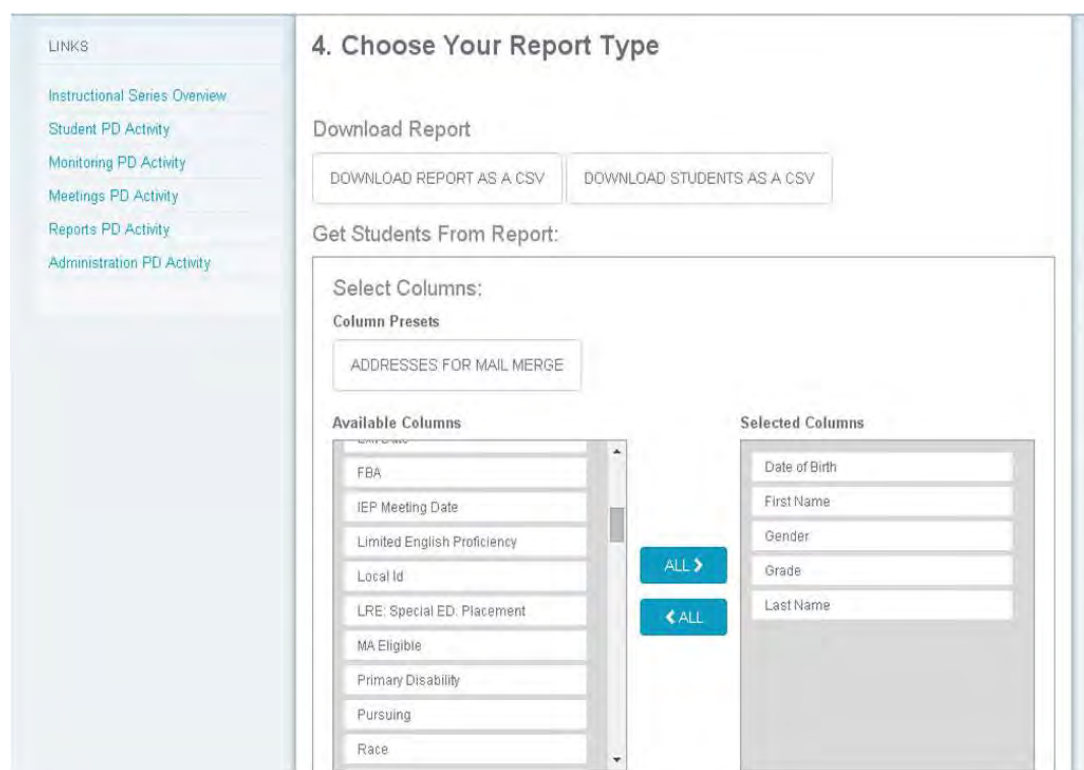 LINKS
Instructional Series Overview
Student PD Activity
Monitoring PD Activity
Meetings PD Activity
Reports PD Activity
Administration PD Activity
4. Choose Your Report Type
Download Report
DOWNLOAD REPORT AS A CSV
DOWNLOAD STUDENTS AS A CSV
Get Students From Report:
Select Columns:
Column Presets
ADDRESSES FOR MAIL MERGE
Available Columns
FBA
IEP Meeting Date
Limited English Proficiency
Local Id
LRE: Special ED. Placement
MA Eligible
Primary Disability
Pursuing
Race
ALL
ALL
Selected Columns
Date of Birth
First Name
Gender
Grade
Last Name